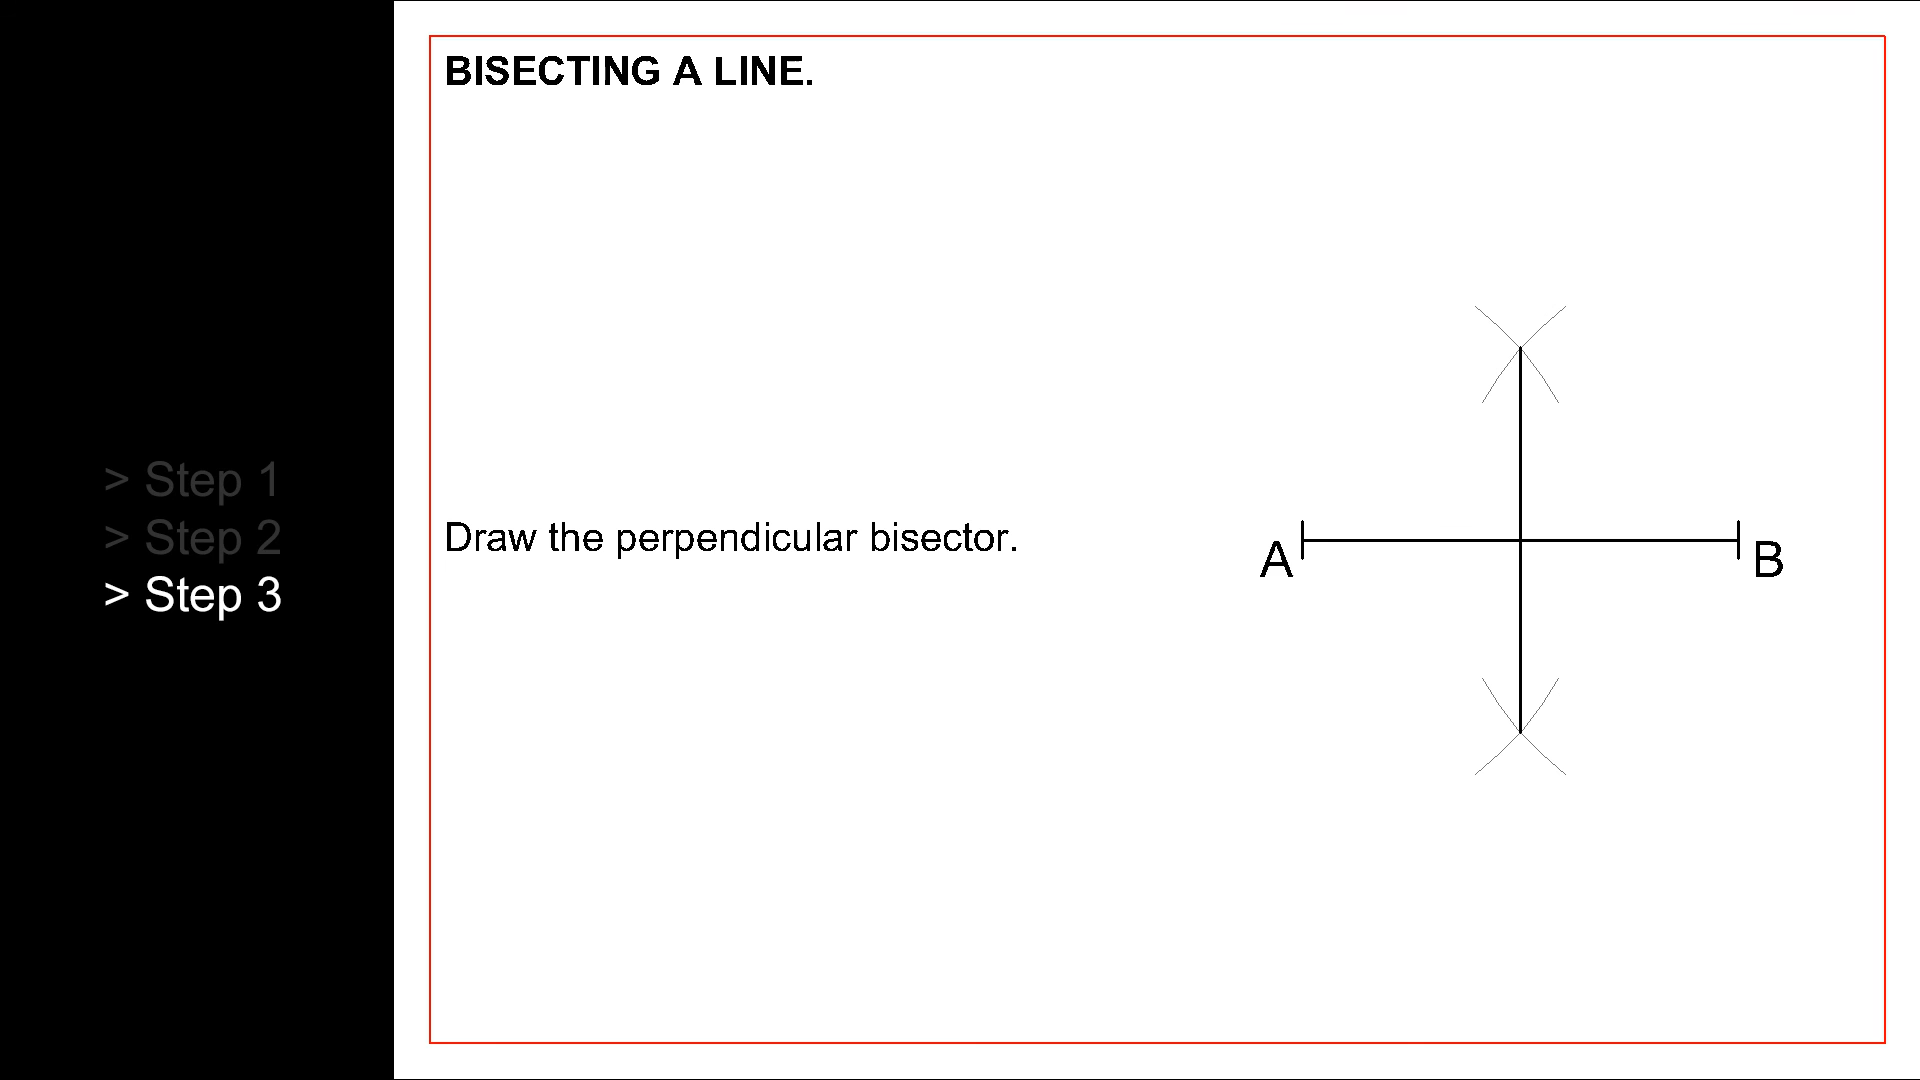 BISECTING A LINE.
> Step 1
> Step 2
> Step 3
Draw the perpendicular bisector.
A
B